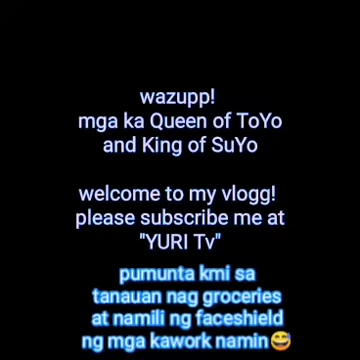 wazupp!
mga ka Queen of ToYo
and King of SuYo
welcome to my vlogg!
please subscribe me at
"YURI Tv"
pumunta kmi sa
tanauan nag groceries
at namili ng faceshield
ng mga kawork namin😅